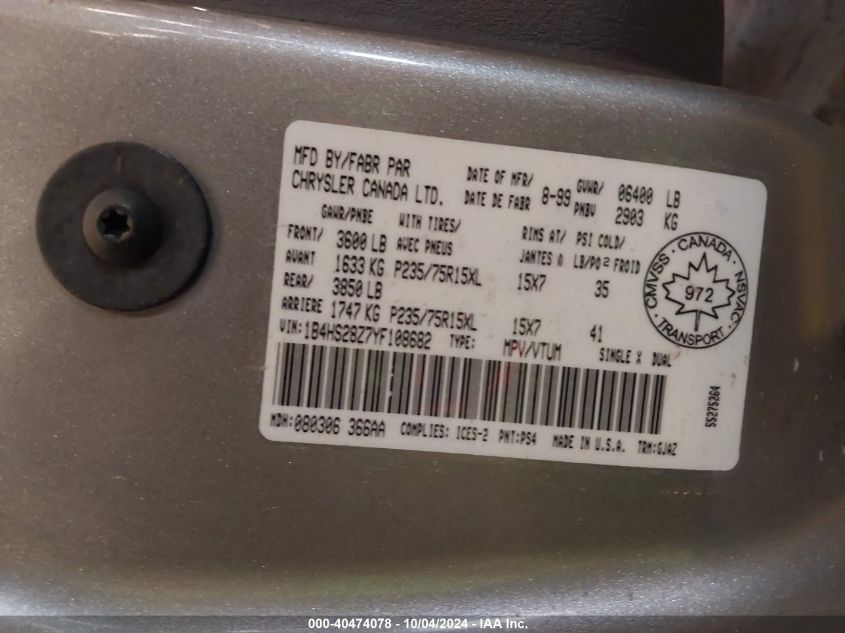 MFD BY/FABR PAR
CHRYSLER CANADA LTD.
DATE OF MFR/
DATE DE FABR 8-99
GVWR/ 06400 LB
PNBV 2903 KG
GAWR/PNBE WITH TIRES/ RIMS AT/ PSI COLD/
FRONT/ 3600 LB AVEC PNEUS JANTES A LB/PO² FROID
AVANT 1633 KG P235/75R15XL 15X7 35
REAR/ 3850 LB
ARRIERE 1747 KG P235/75R15XL 15X7 41
VIN: 1B4HS28Z7YF108682 TYPE: MPV/VTUM SINGLE X DUAL
CMVSS · CANADA · NSVAC
972
TRANSPORT
MDH: 080306 366AA COMPLIES: ICES-2 PNT:PS4 MADE IN U.S.A. TRM:GJAZ
55275264
000-40474078 - 10/04/2024 - IAA Inc.